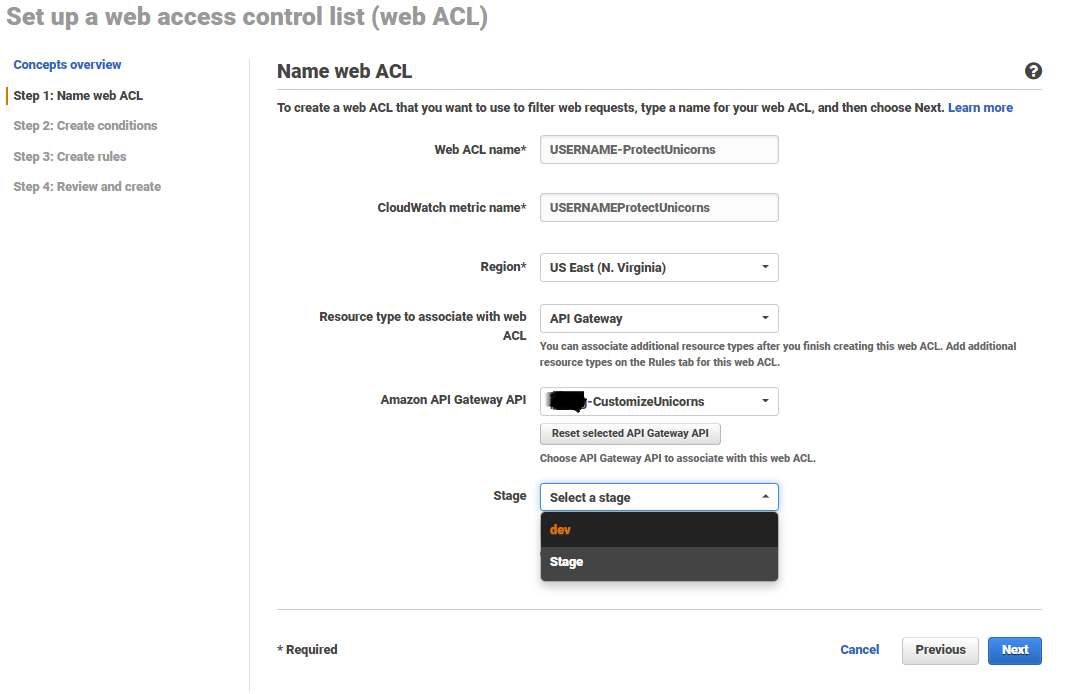 Set up a web access control list (web ACL)
Concepts overview
Step 1: Name web ACL
Step 2: Create conditions
Step 3: Create rules
Step 4: Review and create
Name web ACL
?
To create a web ACL that you want to use to filter web requests, type a name for your web ACL, and then choose Next. Learn more
Web ACL name* USERNAME-ProtectUnicorns
CloudWatch metric name* USERNAMEProtectUnicorns
Region* US East (N. Virginia)
Resource type to associate with web
ACL
API Gateway
You can associate additional resource types after you finish creating this web ACL. Add additional
resource types on the Rules tab for this web ACL.
Amazon API Gateway API -CustomizeUnicorns
Reset selected API Gateway API
Choose API Gateway API to associate with this web ACL.
Stage Select a stage
dev
Stage
* Required
Cancel Previous Next